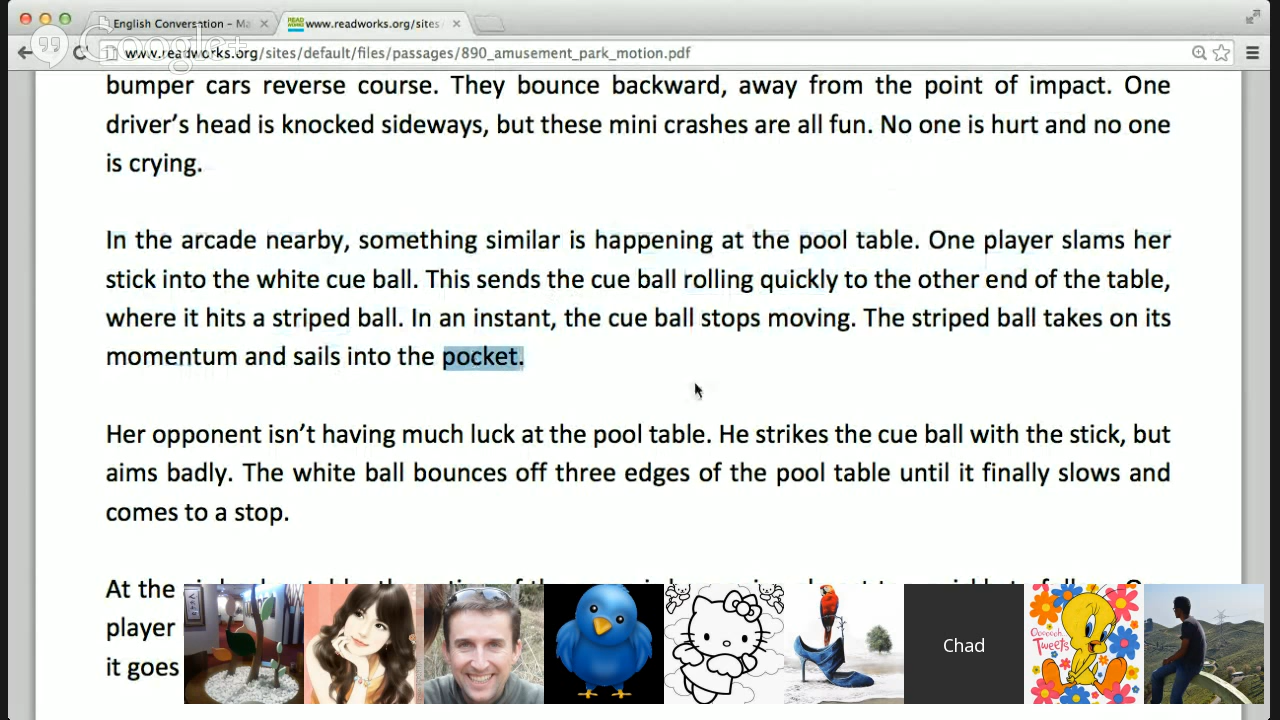 English Conversation – Ma
www.readworks.org/sites
Google+
www.readworks.org/sites/default/files/passages/890_amusement_park_motion.pdf
bumper cars reverse course. They bounce backward, away from the point of impact. One
driver's head is knocked sideways, but these mini crashes are all fun. No one is hurt and no one
is crying.
In the arcade nearby, something similar is happening at the pool table. One player slams her
stick into the white cue ball. This sends the cue ball rolling quickly to the other end of the table,
where it hits a striped ball. In an instant, the cue ball stops moving. The striped ball takes on its
momentum and sails into the pocket.
Her opponent isn't having much luck at the pool table. He strikes the cue ball with the stick, but
aims badly. The white ball bounces off three edges of the pool table until it finally slows and
comes to a stop.
At the
player
it goes
Chad
Ooooooh,
Tweets